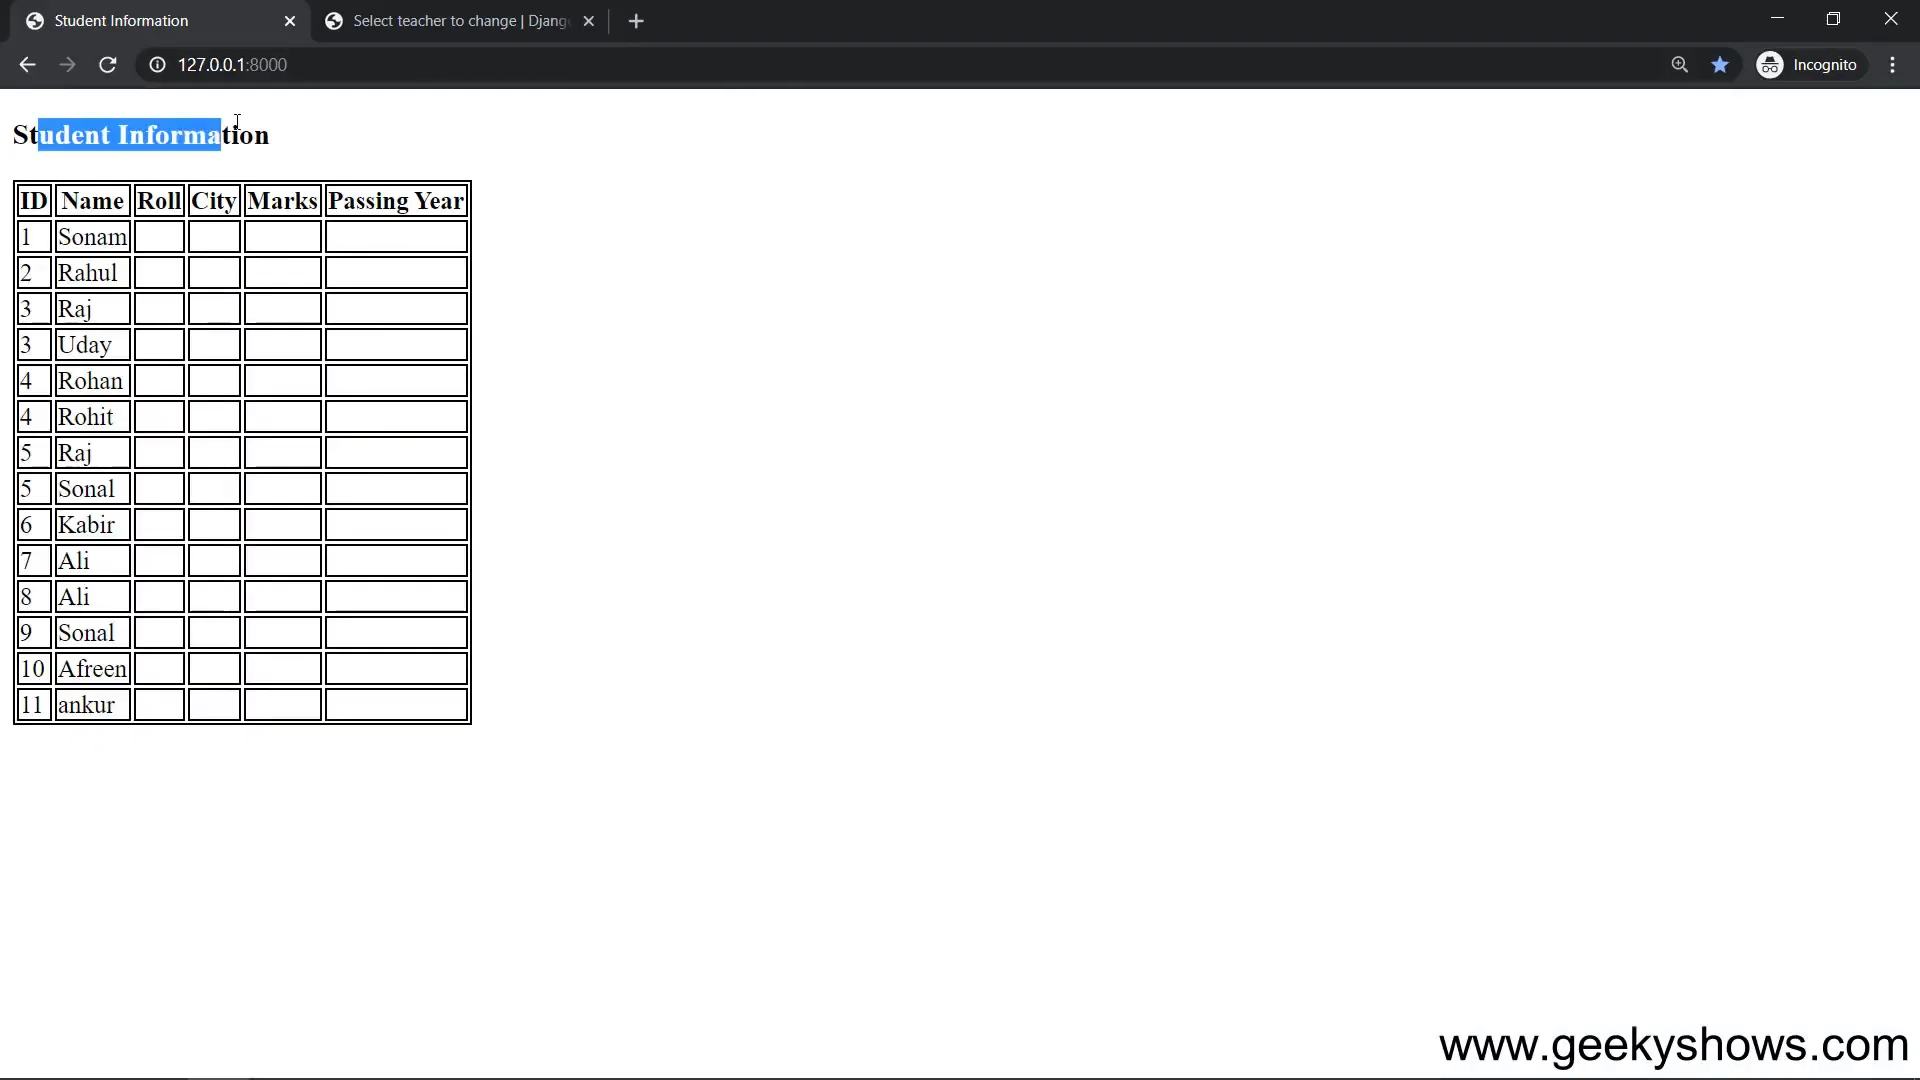 Student Information
Select teacher to change | Djang
127.0.0.1:8000
Incognito
Student Information
ID Name Roll City Marks Passing Year
1 Sonam
2 Rahul
3 Raj
3 Uday
4 Rohan
4 Rohit
5 Raj
5 Sonal
6 Kabir
7 Ali
8 Ali
9 Sonal
10 Afreen
11 ankur
www.geekyshows.com